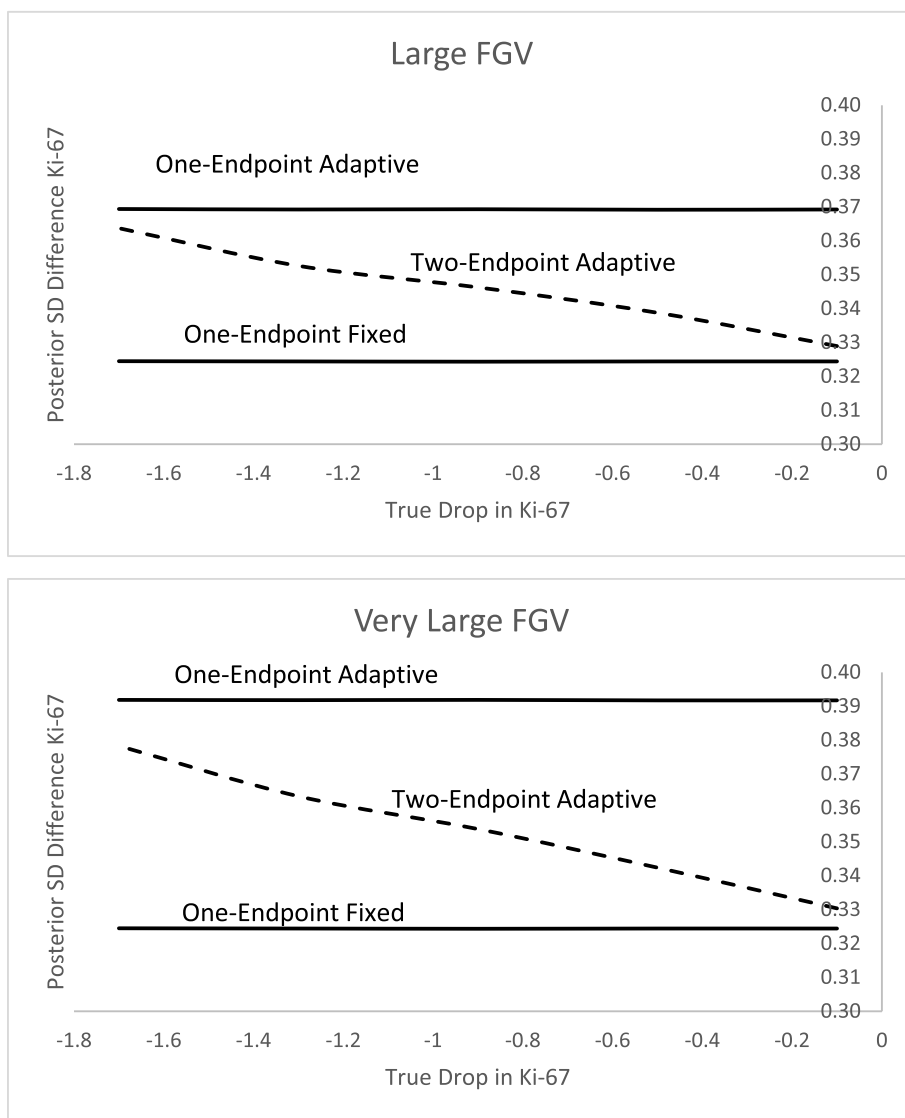 Large FGV
Posterior SD Difference Ki-67
0.40
0.39
0.38
0.37
0.36
0.35
0.34
0.33
0.32
0.31
0.30
One-Endpoint Adaptive
Two-Endpoint Adaptive
One-Endpoint Fixed
-1.8 -1.6 -1.4 -1.2 -1 -0.8 -0.6 -0.4 -0.2 0
True Drop in Ki-67
Very Large FGV
Posterior SD Difference Ki-67
0.40
0.39
0.38
0.37
0.36
0.35
0.34
0.33
0.32
0.31
0.30
One-Endpoint Adaptive
Two-Endpoint Adaptive
One-Endpoint Fixed
-1.8 -1.6 -1.4 -1.2 -1 -0.8 -0.6 -0.4 -0.2 0
True Drop in Ki-67